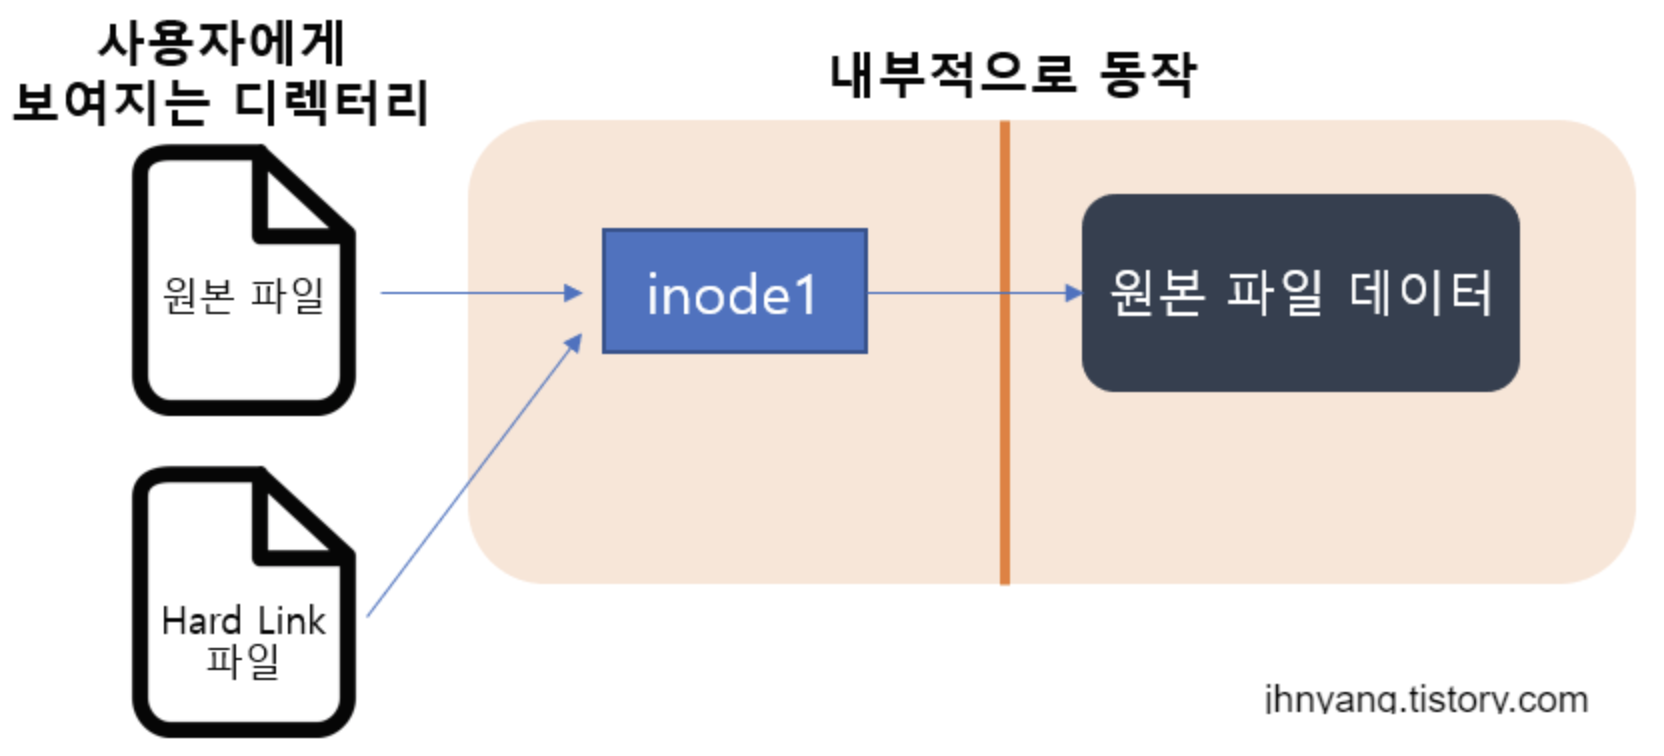 사용자에게
보여지는 디렉터리
내부적으로 동작
원본 파일
inode1
원본 파일 데이터
Hard Link
파일
jhnyang.tistory.com